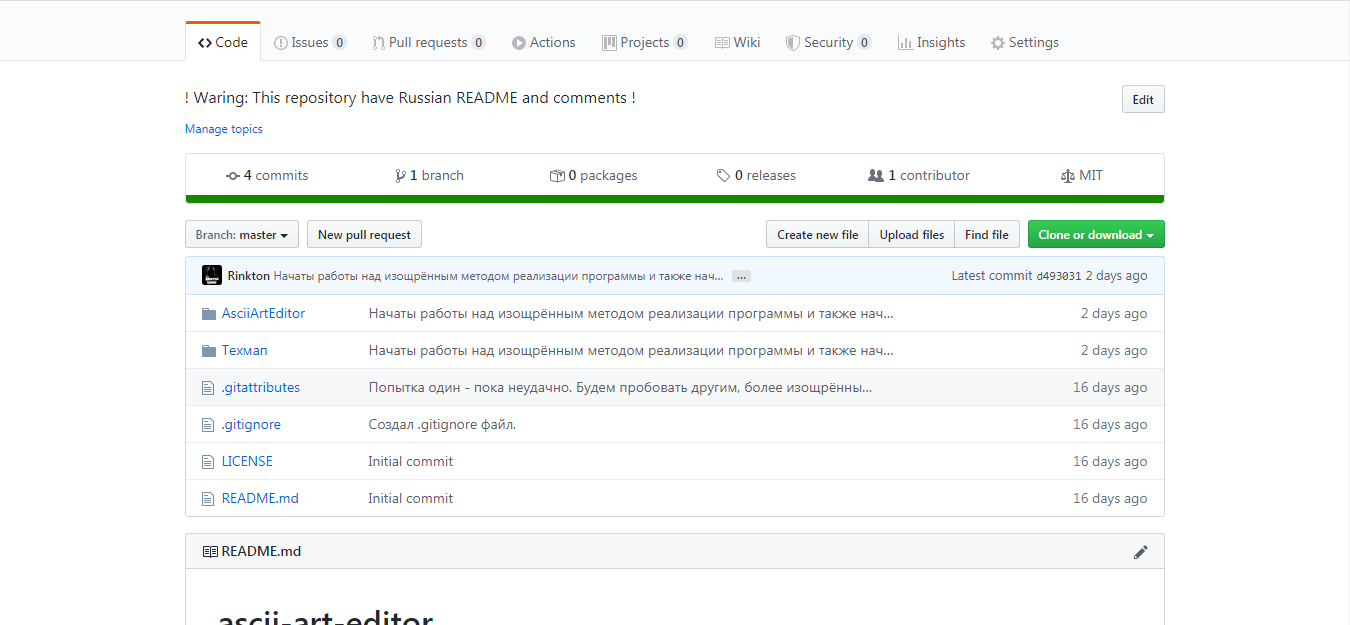 Code Issues 0 Pull requests 0 Actions Projects 0 Wiki Security 0 Insights Settings
! Waring: This repository have Russian README and comments ! Edit
Manage topics
4 commits 1 branch 0 packages 0 releases 1 contributor MIT
Branch: master New pull request Create new file Upload files Find file Clone or download
Rinkton Начаты работы над изощрённым методом реализации программы и также нач... ... Latest commit d493031 2 days ago
AsciiArtEditor Начаты работы над изощрённым методом реализации программы и также нач... 2 days ago
Техмап Начаты работы над изощрённым методом реализации программы и также нач... 2 days ago
.gitattributes Попытка один - пока неудачно. Будем пробовать другим, более изощрённы... 16 days ago
.gitignore Создал .gitignore файл. 16 days ago
LICENSE Initial commit 16 days ago
README.md Initial commit 16 days ago
README.md
ascii-art-editor